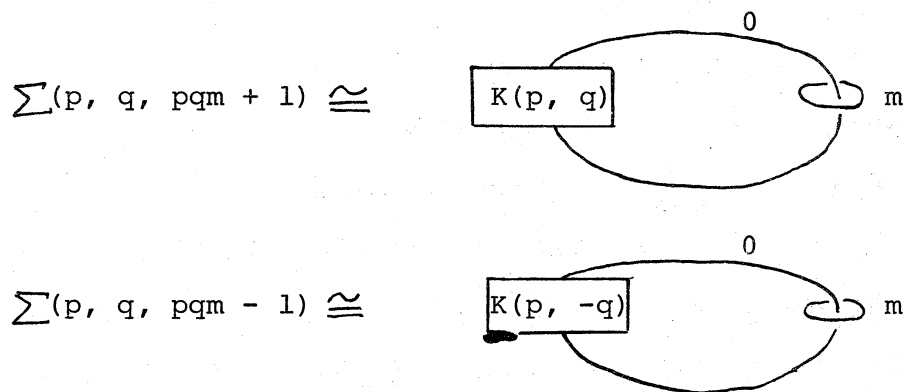 0
∑(p, q, pqm + 1) ≅ K(p, q) m
0
∑(p, q, pqm - 1) ≅ K(p, -q) m